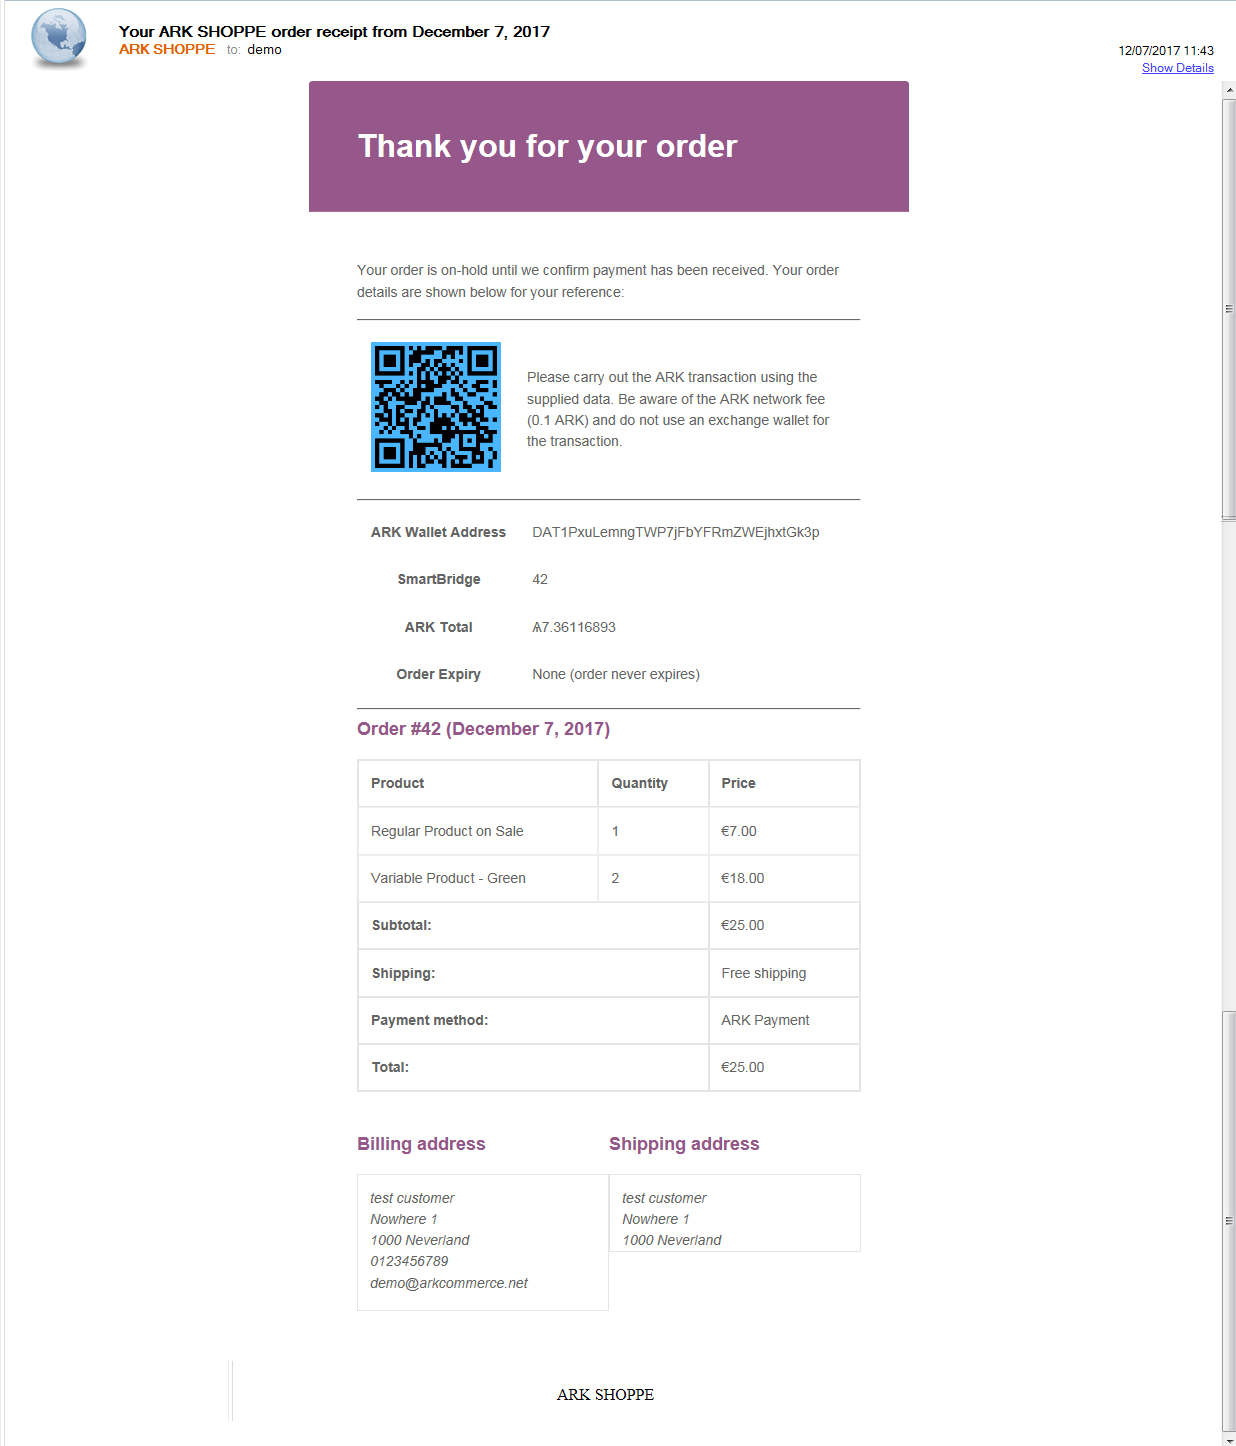 Your ARK SHOPPE order receipt from December 7, 2017
ARK SHOPPE to: demo
12/07/2017 11:43
Show Details
Thank you for your order
Your order is on-hold until we confirm payment has been received. Your order
details are shown below for your reference:
Please carry out the ARK transaction using the
supplied data. Be aware of the ARK network fee
(0.1 ARK) and do not use an exchange wallet for
the transaction.
ARK Wallet Address DAT1PxuLemngTWP7jFbYFRmZWEjhxtGk3p
SmartBridge 42
ARK Total Ѧ7.36116893
Order Expiry None (order never expires)
Order #42 (December 7, 2017)
Product Quantity Price
Regular Product on Sale 1 €7.00
Variable Product - Green 2 €18.00
Subtotal: €25.00
Shipping: Free shipping
Payment method: ARK Payment
Total: €25.00
Billing address
test customer
Nowhere 1
1000 Neverland
0123456789
demo@arkcommerce.net
Shipping address
test customer
Nowhere 1
1000 Neverland
ARK SHOPPE